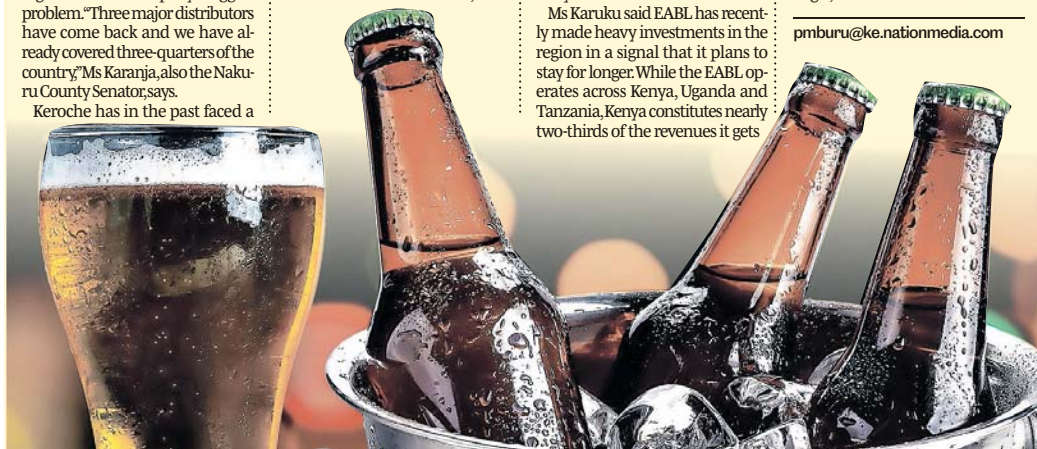 problem. “Three major distributors
have come back and we have al-
ready covered three-quarters of the
country,” Ms Karanja, also the Naku-
ru County Senator, says.
Keroche has in the past faced a
Ms Karuku said EABL has recent-
ly made heavy investments in the
region in a signal that it plans to
stay for longer. While the EABL op-
erates across Kenya, Uganda and
Tanzania, Kenya constitutes nearly
two-thirds of the revenues it gets
pmburu@ke.nationmedia.com